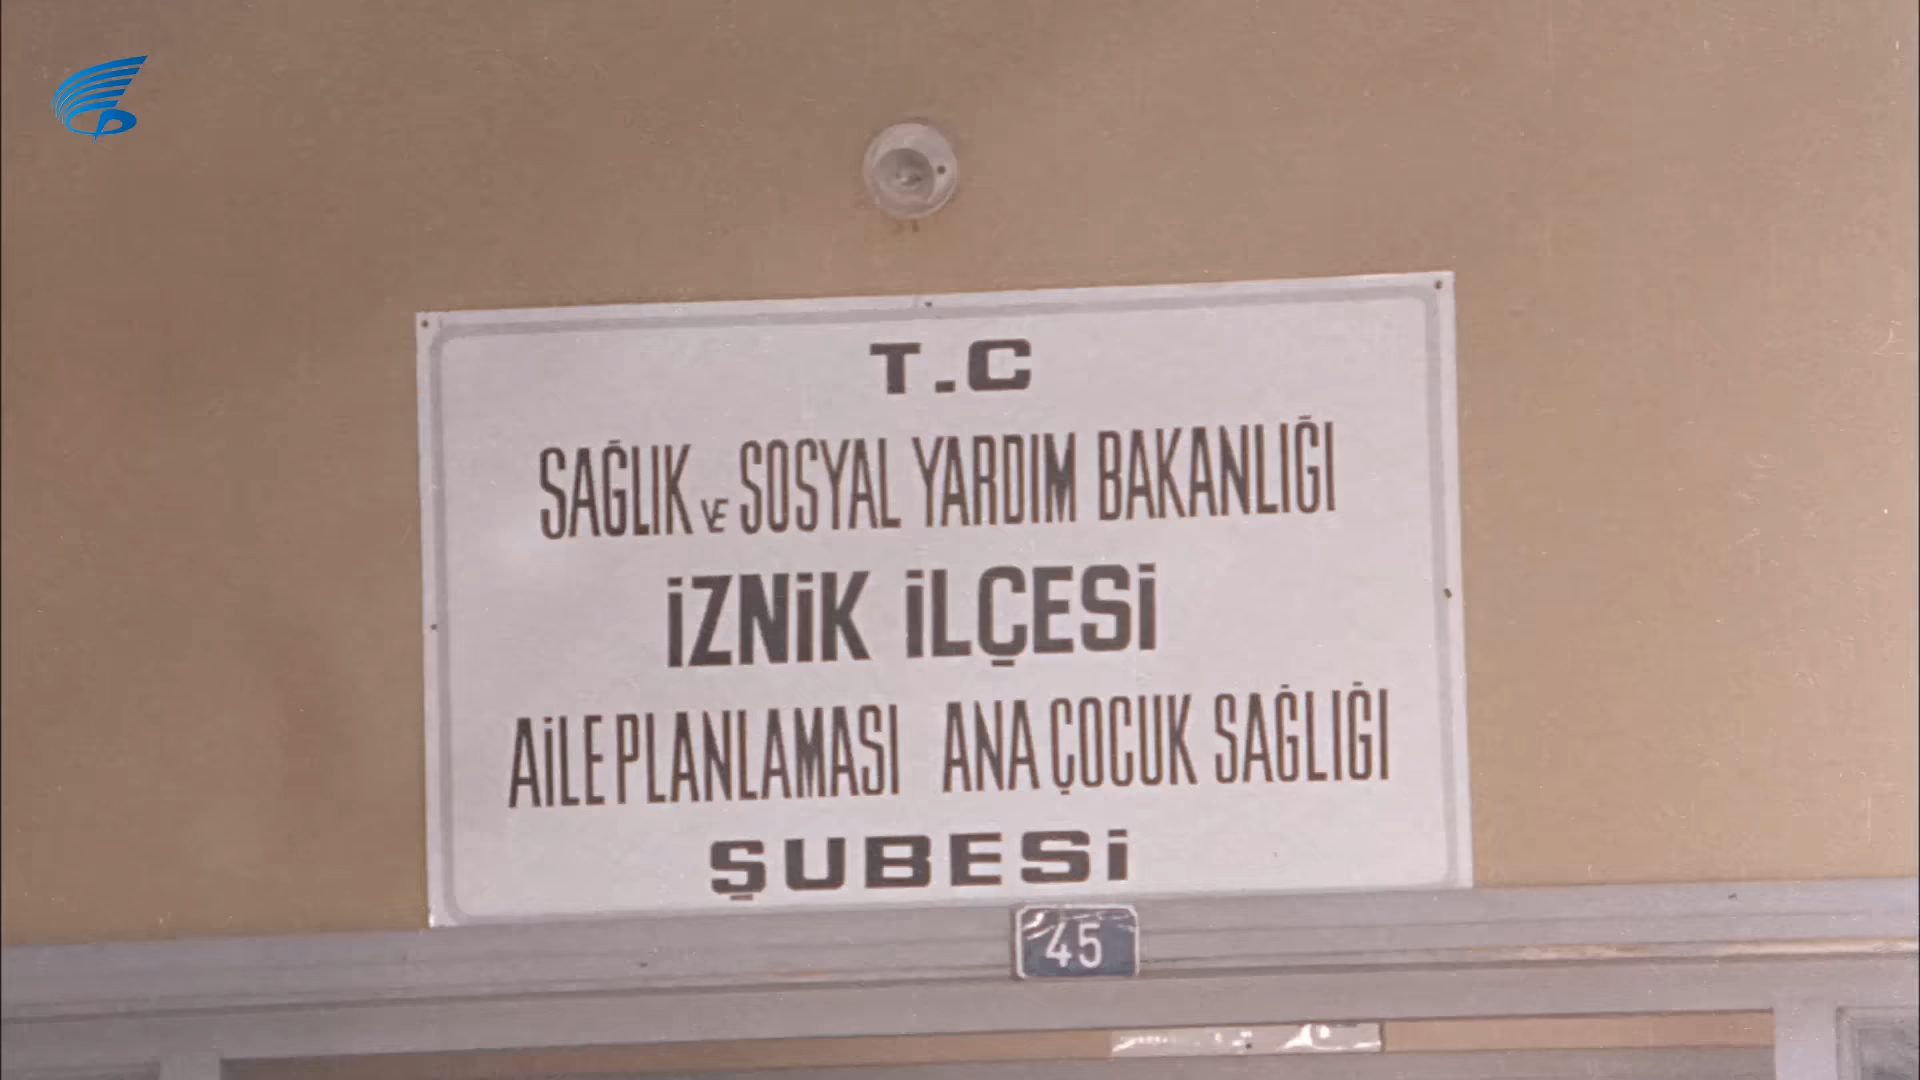 T.C
SAĞLIK VE SOSYAL YARDIM BAKANLIĞI
İZNİK İLÇESİ
AİLE PLANLAMASI ANA ÇOCUK SAĞLIĞI
ŞUBESİ
45